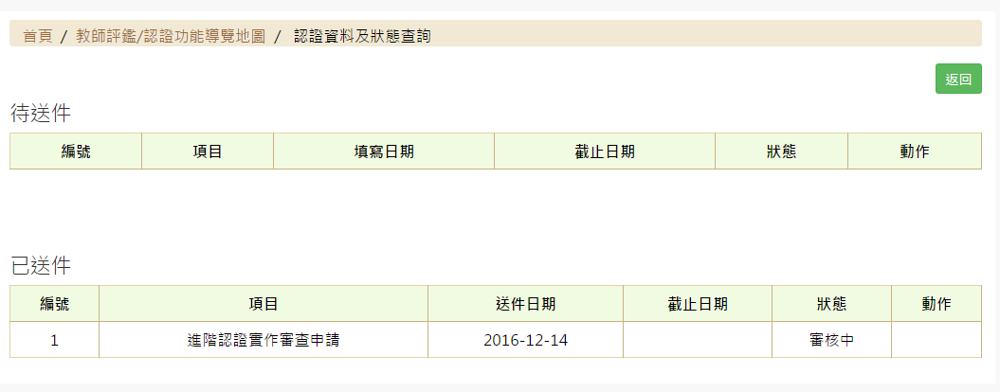 首頁 / 教師評鑑/認證功能導覽地圖 / 認證資料及狀態查詢
返回
待送件
編號 項目 填寫日期 截止日期 狀態 動作
已送件
編號 項目 送件日期 截止日期 狀態 動作
1 進階認證實作審查申請 2016-12-14 審核中